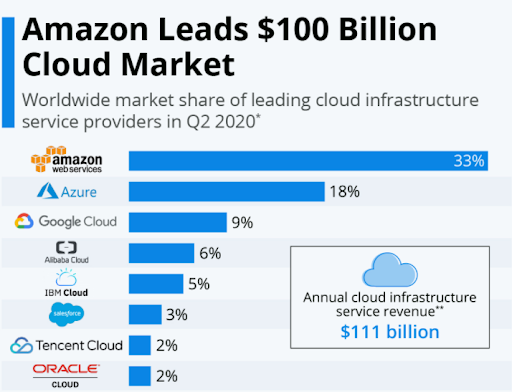 Amazon Leads $100 Billion
Cloud Market
Worldwide market share of leading cloud infrastructure
service providers in Q2 2020*
amazon
webservices
33%
Azure
18%
Google Cloud
9%
Alibaba Cloud
6%
IBM Cloud
5%
salesforce
3%
Tencent Cloud
2%
ORACLE
CLOUD
2%
Annual cloud infrastructure
service revenue**
$111 billion